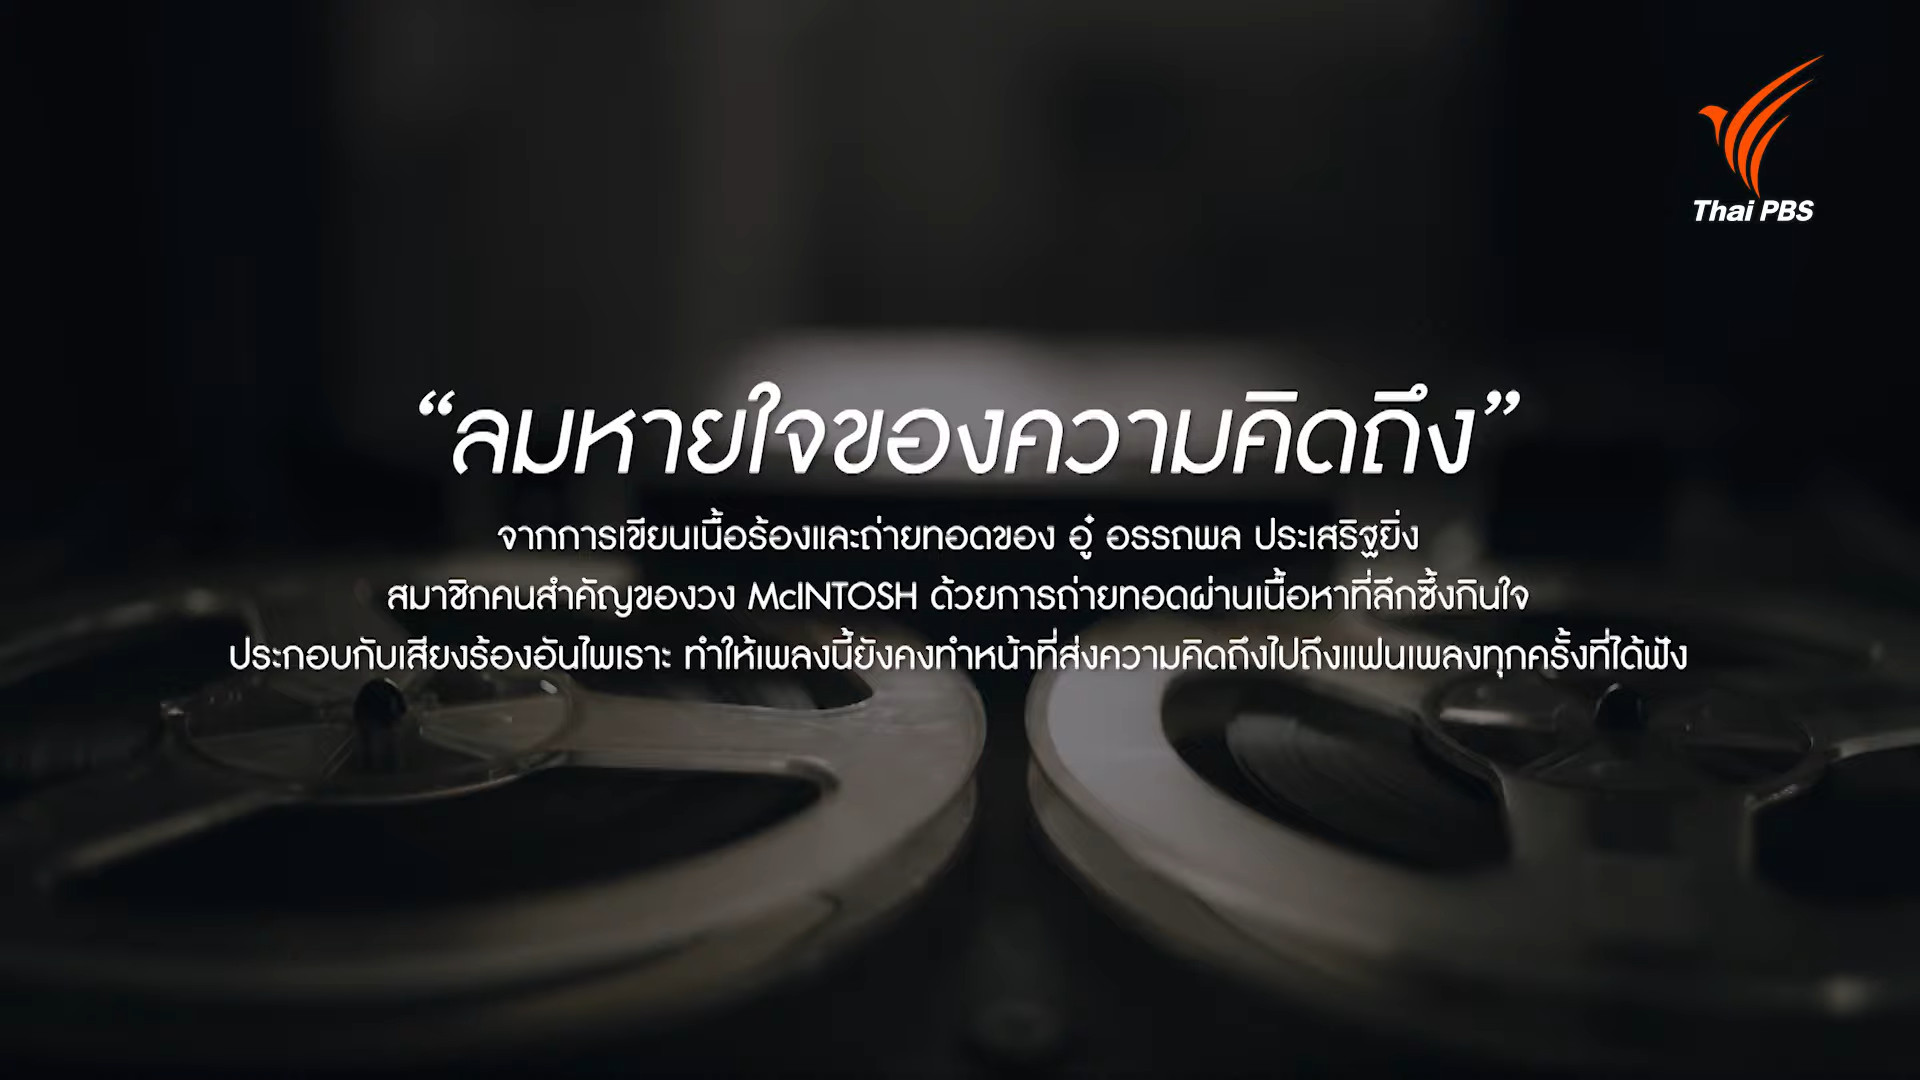 Thai PBS
“ลมหายใจของความคิดถึง”
จากการเขียนเนื้อร้องและถ่ายทอดของ อู๋ อรรถพล ประเสริฐยิ่ง
สมาชิกคนสำคัญของวง McINTOSH ด้วยการถ่ายทอดผ่านเนื้อหาที่ลึกซึ้งกินใจ
ประกอบกับเสียงร้องอันไพเราะ ทำให้เพลงนี้ยังคงทำหน้าที่ส่งความคิดถึงไปถึงแฟนเพลงทุกครั้งที่ได้ฟัง